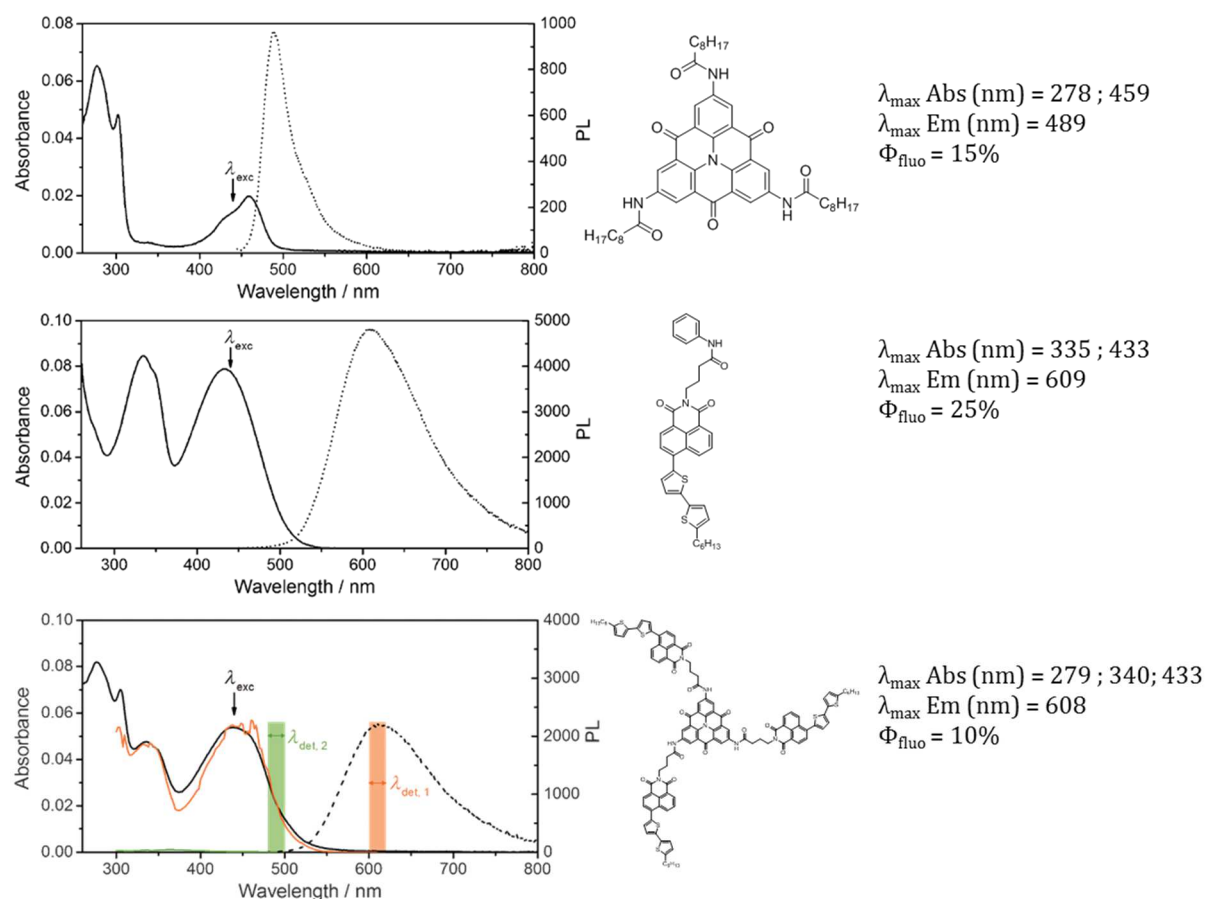 0.08
0.06
0.04
0.02
0.00
Absorbance
λexc
1000
800
600
400
200
0
PL
300 400 500 600 700 800
Wavelength / nm
C8H17
O
NH
O
O
N
O
HN
H17C8
O
N
H
O
C8H17
λmax Abs (nm) = 278 ; 459
λmax Em (nm) = 489
Φfluo = 15%
0.10
0.08
0.06
0.04
0.02
0.00
Absorbance
λexc
5000
4000
3000
2000
1000
0
PL
300 400 500 600 700 800
Wavelength / nm
NH
O
O N O
S
S
C6H13
λmax Abs (nm) = 335 ; 433
λmax Em (nm) = 609
Φfluo = 25%
0.10
0.08
0.06
0.04
0.02
0.00
Absorbance
λexc
λdet, 2
λdet, 1
4000
3000
2000
1000
0
PL
300 400 500 600 700 800
Wavelength / nm
λmax Abs (nm) = 279 ; 340; 433
λmax Em (nm) = 608
Φfluo = 10%